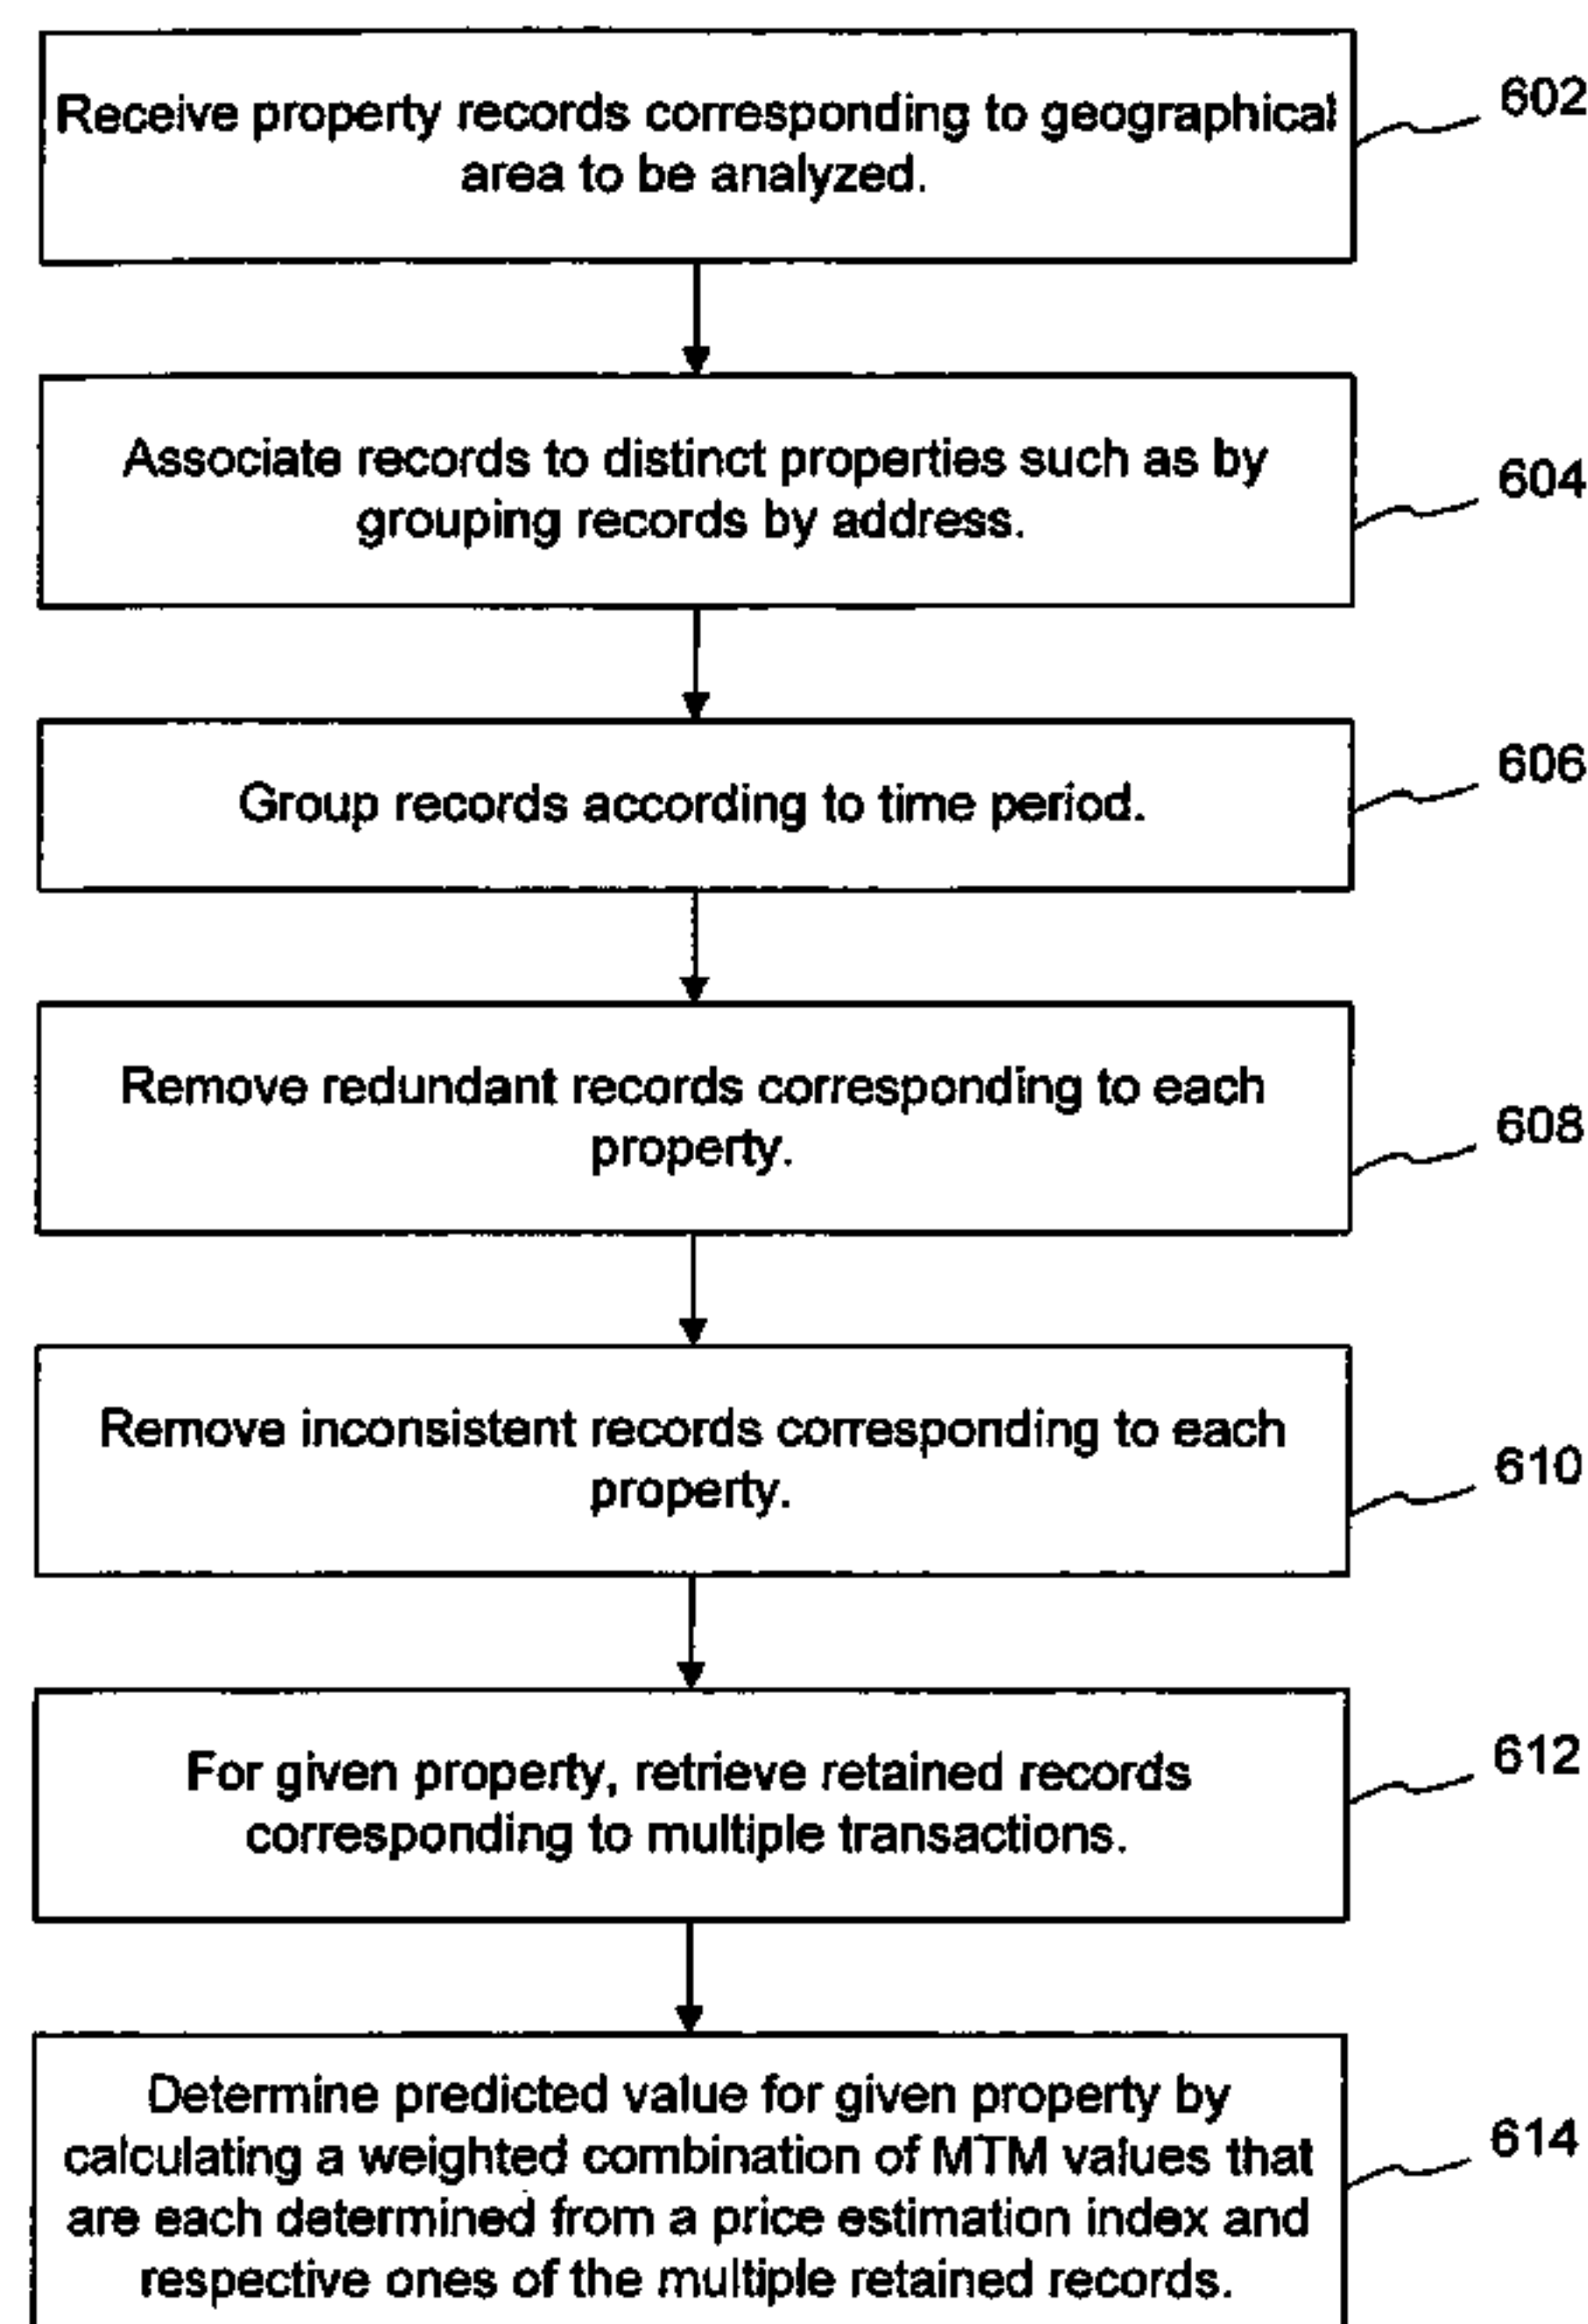 Receive property records corresponding to geographical
area to be analyzed.
602
Associate records to distinct properties such as by
grouping records by address.
604
Group records according to time period.
606
Remove redundant records corresponding to each
property.
608
Remove inconsistent records corresponding to each
property.
610
For given property, retrieve retained records
corresponding to multiple transactions.
612
Determine predicted value for given property by
calculating a weighted combination of MTM values that
are each determined from a price estimation index and
respective ones of the multiple retained records.
614